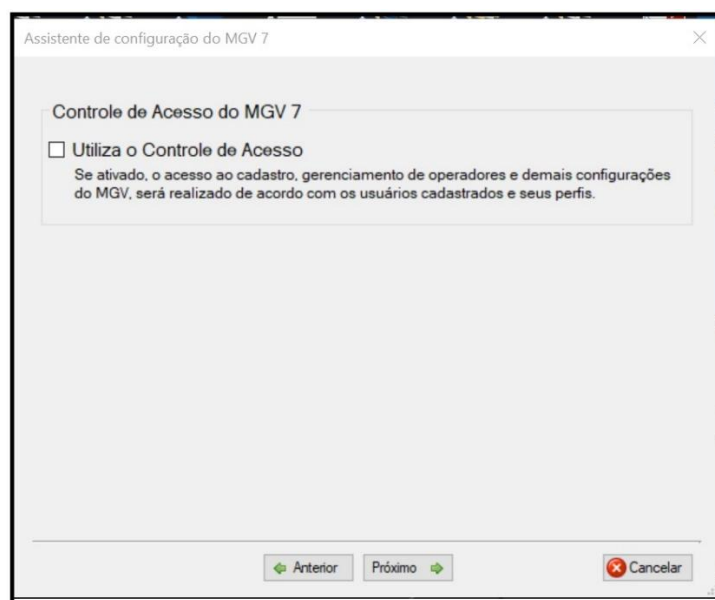 Assistente de configuração do MGV 7
Controle de Acesso do MGV 7
Utiliza o Controle de Acesso
Se ativado, o acesso ao cadastro, gerenciamento de operadores e demais configurações
do MGV, será realizado de acordo com os usuários cadastrados e seus perfis.
Anterior
Próximo
Cancelar